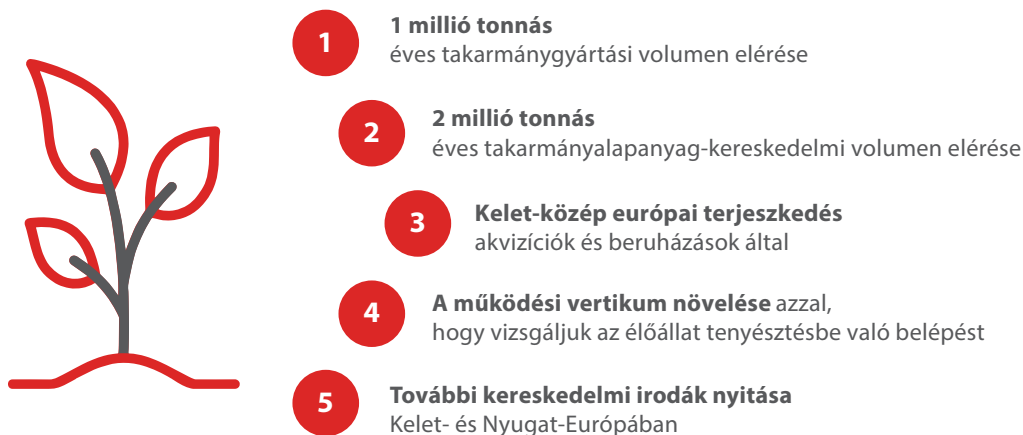 1
1 millió tonnás
éves takarmánygyártási volumen elérése
2
2 millió tonnás
éves takarmányalapanyag-kereskedelmi volumen elérése
3
Kelet-közép európai terjeszkedés
akvizíciók és beruházások által
4
A működési vertikum növelése azzal,
hogy vizsgáljuk az élőállat tenyésztésbe való belépést
5
További kereskedelmi irodák nyitása
Kelet- és Nyugat-Európában